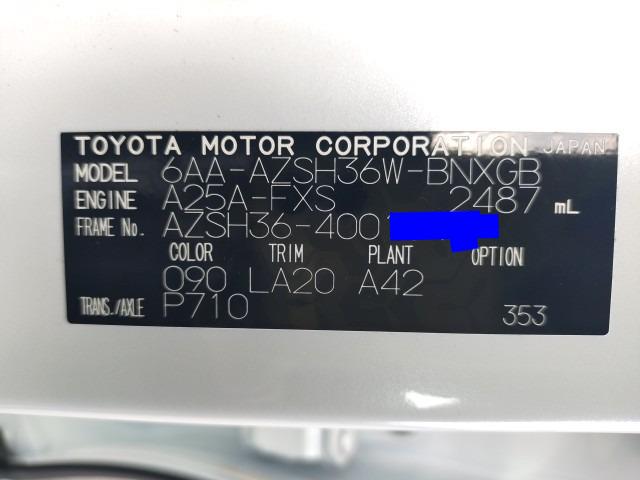 TOYOTA MOTOR CORPORATION JAPAN
MODEL 6AA-AZSH36W-BNXGB
ENGINE A25A-FXS 2487 mL
FRAME No. AZSH36-400
COLOR TRIM PLANT OPTION
090 LA20 A42
TRANS./AXLE P710 353